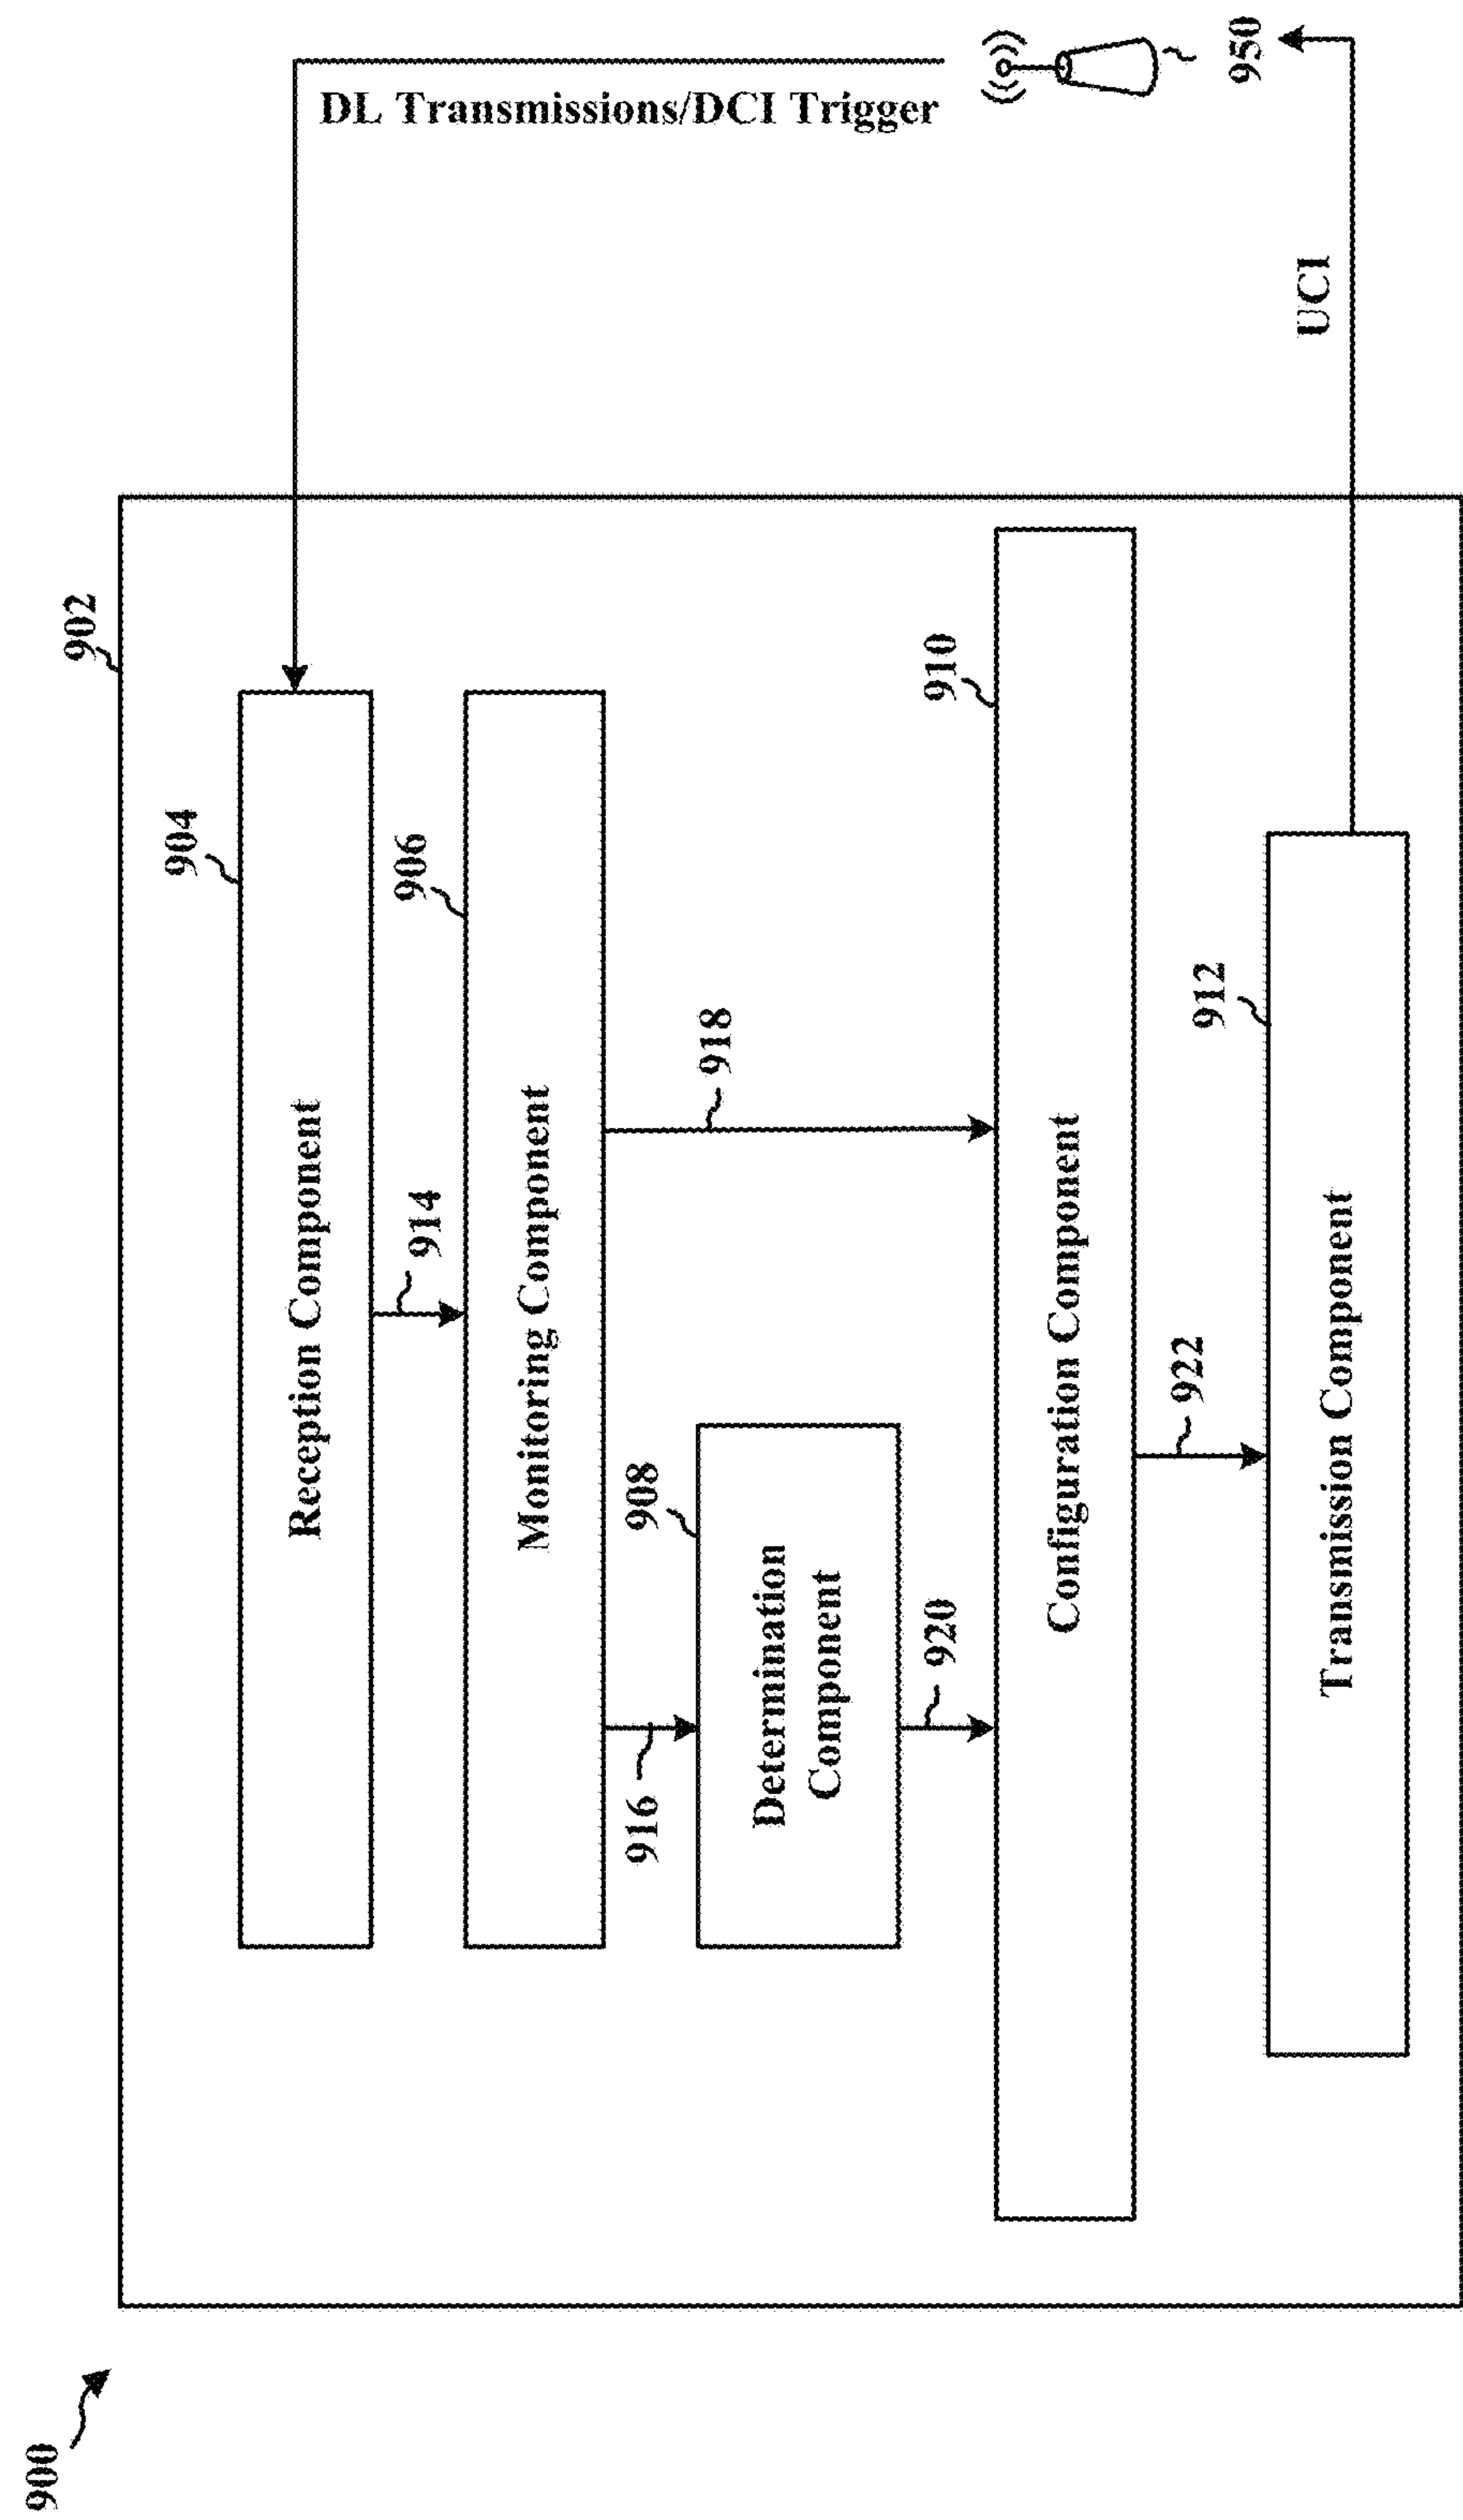 900
902
904
Reception Component
914
906
Monitoring Component
916
918
908
Determination
Component
920
910
Configuration Component
922
912
Transmission Component
DL Transmissions/DCI Trigger
950
UCI